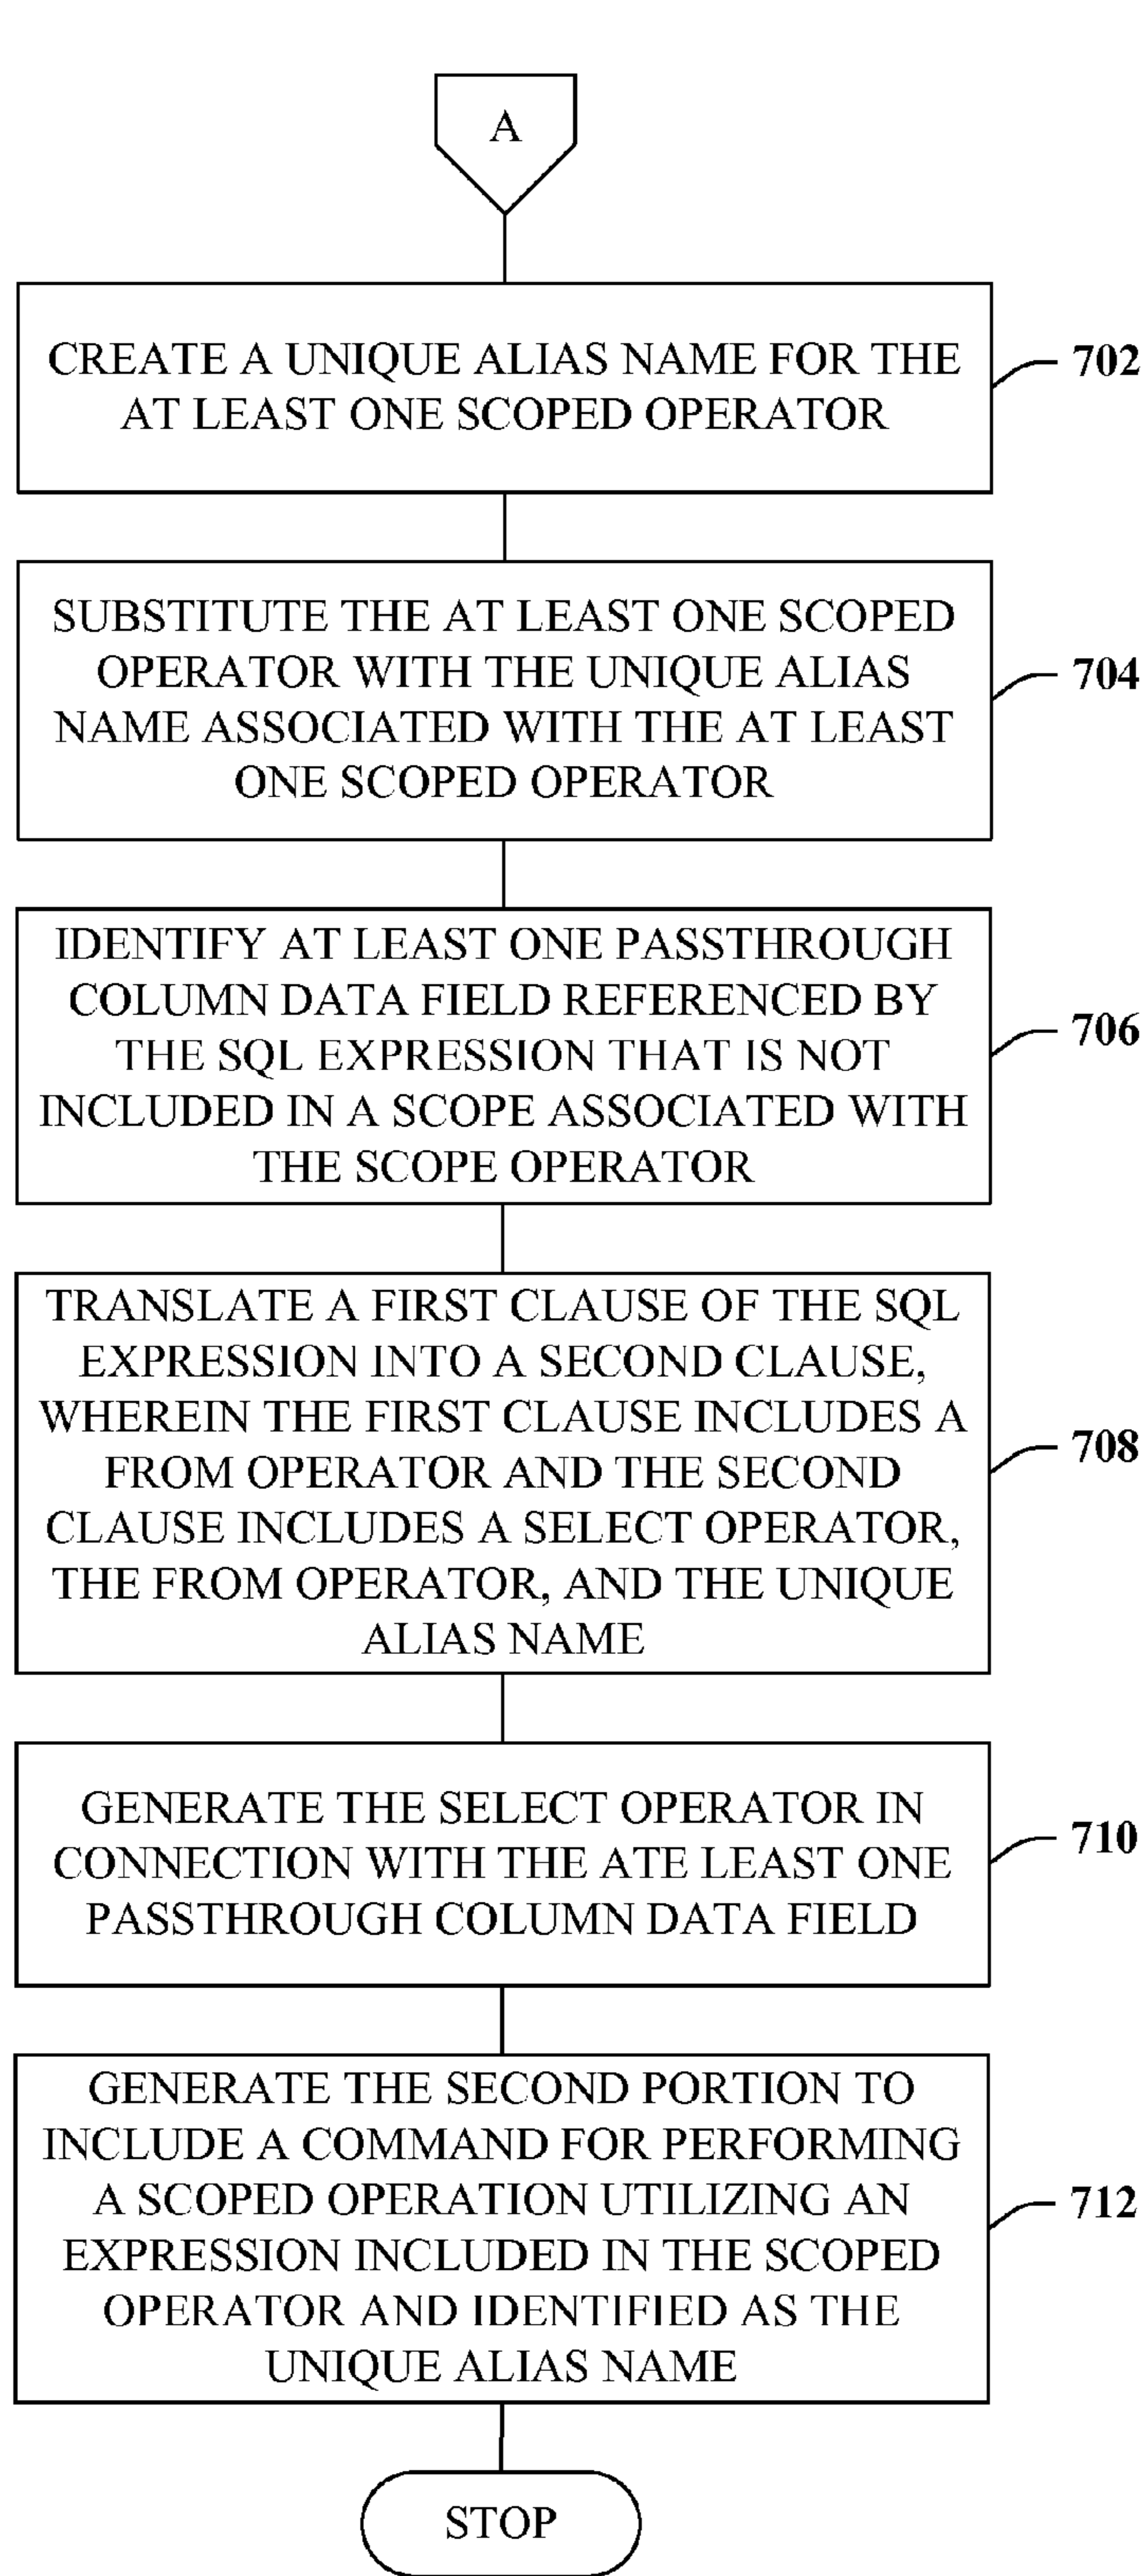 A
CREATE A UNIQUE ALIAS NAME FOR THE
AT LEAST ONE SCOPED OPERATOR
702
SUBSTITUTE THE AT LEAST ONE SCOPED
OPERATOR WITH THE UNIQUE ALIAS
NAME ASSOCIATED WITH THE AT LEAST
ONE SCOPED OPERATOR
704
IDENTIFY AT LEAST ONE PASSTHROUGH
COLUMN DATA FIELD REFERENCED BY
THE SQL EXPRESSION THAT IS NOT
INCLUDED IN A SCOPE ASSOCIATED WITH
THE SCOPE OPERATOR
706
TRANSLATE A FIRST CLAUSE OF THE SQL
EXPRESSION INTO A SECOND CLAUSE,
WHEREIN THE FIRST CLAUSE INCLUDES A
FROM OPERATOR AND THE SECOND
CLAUSE INCLUDES A SELECT OPERATOR,
THE FROM OPERATOR, AND THE UNIQUE
ALIAS NAME
708
GENERATE THE SELECT OPERATOR IN
CONNECTION WITH THE ATE LEAST ONE
PASSTHROUGH COLUMN DATA FIELD
710
GENERATE THE SECOND PORTION TO
INCLUDE A COMMAND FOR PERFORMING
A SCOPED OPERATION UTILIZING AN
EXPRESSION INCLUDED IN THE SCOPED
OPERATOR AND IDENTIFIED AS THE
UNIQUE ALIAS NAME
712
STOP